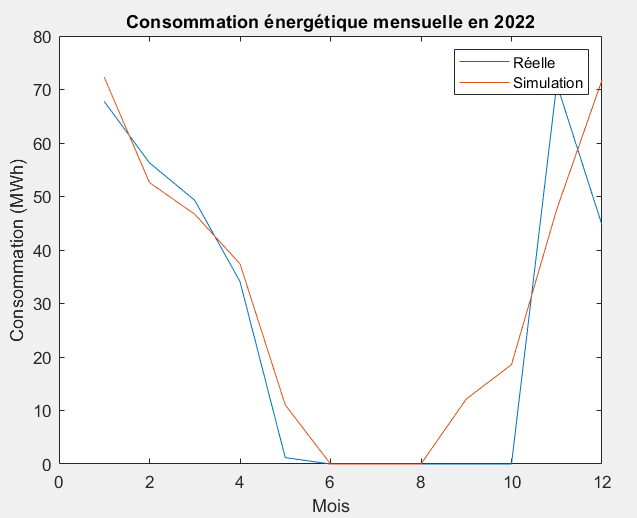 Consommation énergétique mensuelle en 2022
Réelle
Simulation
Consommation (MWh)
80
70
60
50
40
30
20
10
0
0 2 4 6 8 10 12
Mois